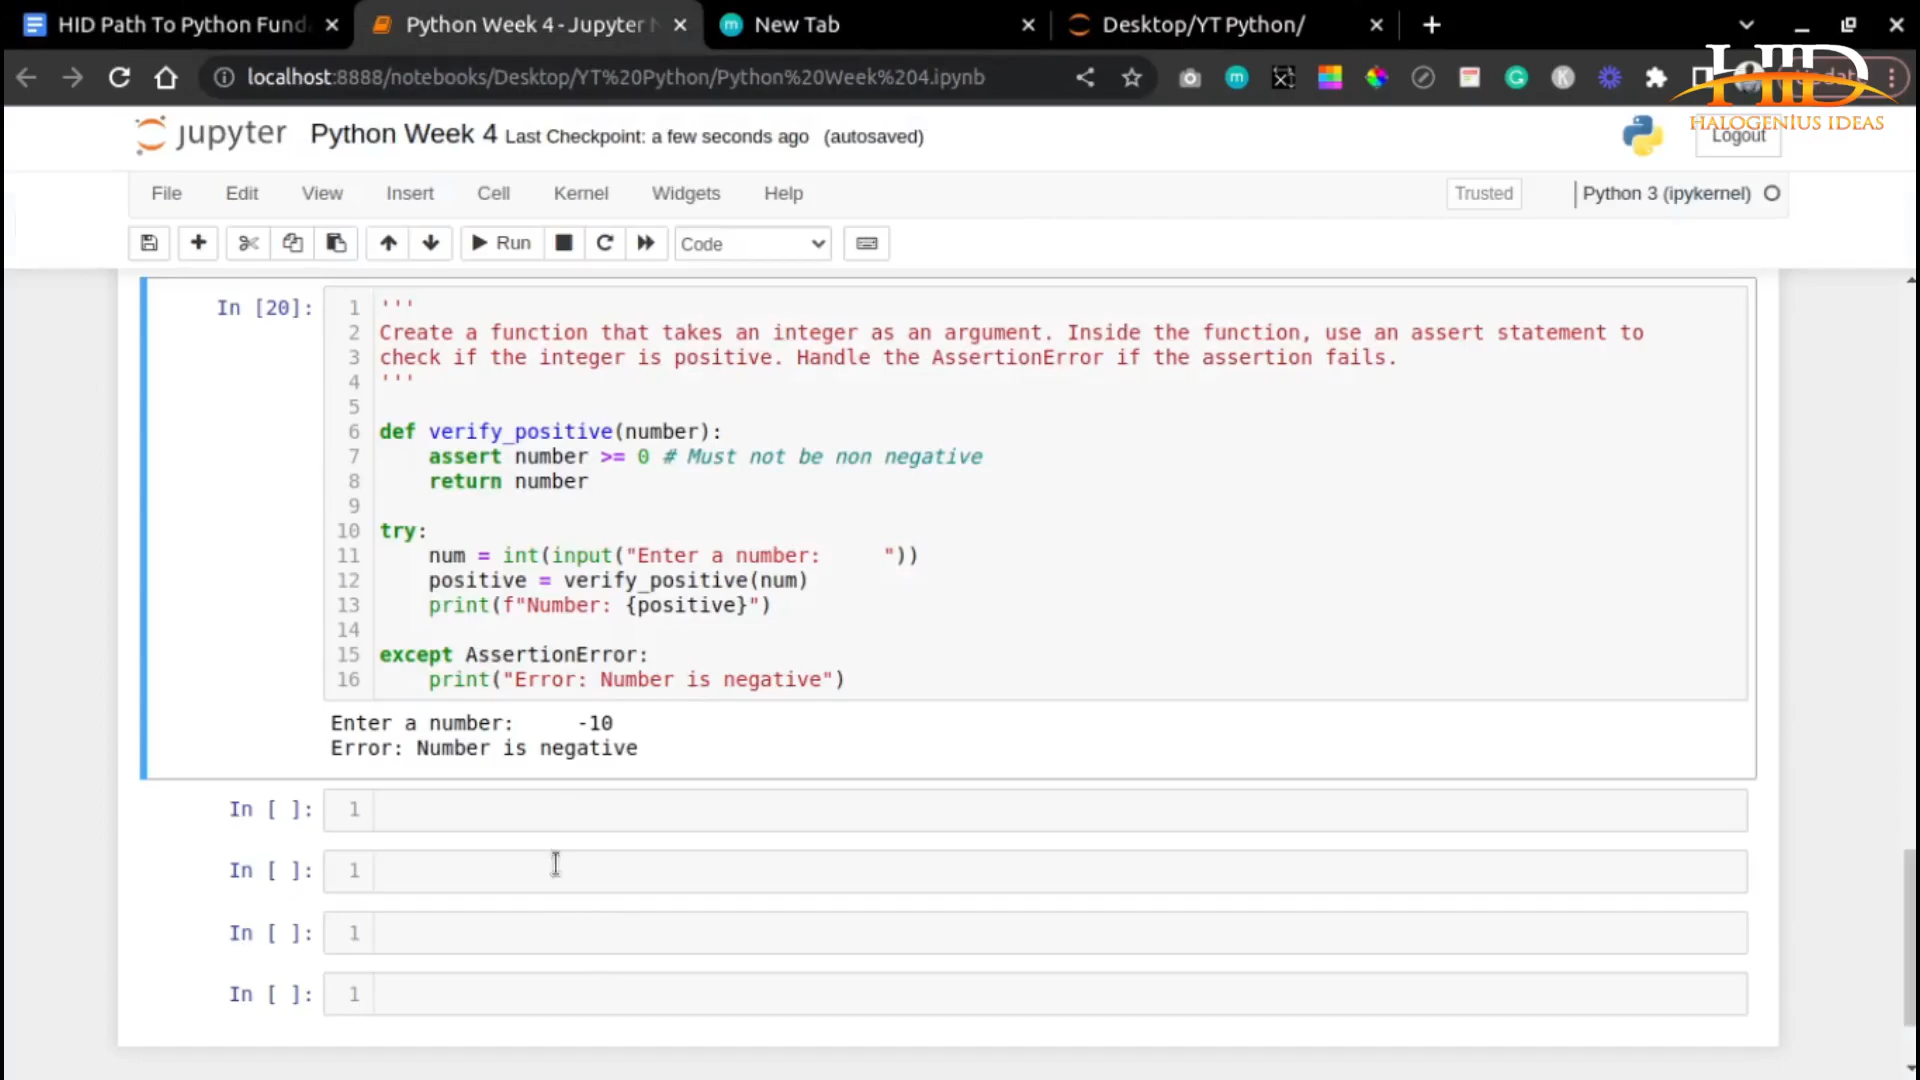 HID Path To Python Fund
Python Week 4 - Jupyter N
New Tab
Desktop/YT Python/
localhost:8888/notebooks/Desktop/YT%20Python/Python%20Week%204.ipynb
HID
HALOGENIUS IDEAS
jupyter Python Week 4 Last Checkpoint: a few seconds ago (autosaved)
Logout
File Edit View Insert Cell Kernel Widgets Help
Trusted
Python 3 (ipykernel)
Run
Code
In [20]:
1 '''
2 Create a function that takes an integer as an argument. Inside the function, use an assert statement to
3 check if the integer is positive. Handle the AssertionError if the assertion fails.
4 '''
5
6 def verify_positive(number):
7     assert number >= 0 # Must not be non negative
8     return number
9
10 try:
11     num = int(input("Enter a number:     "))
12     positive = verify_positive(num)
13     print(f"Number: {positive}")
14
15 except AssertionError:
16     print("Error: Number is negative")
Enter a number:     -10
Error: Number is negative
In [ ]: 1
In [ ]: 1
In [ ]: 1
In [ ]: 1